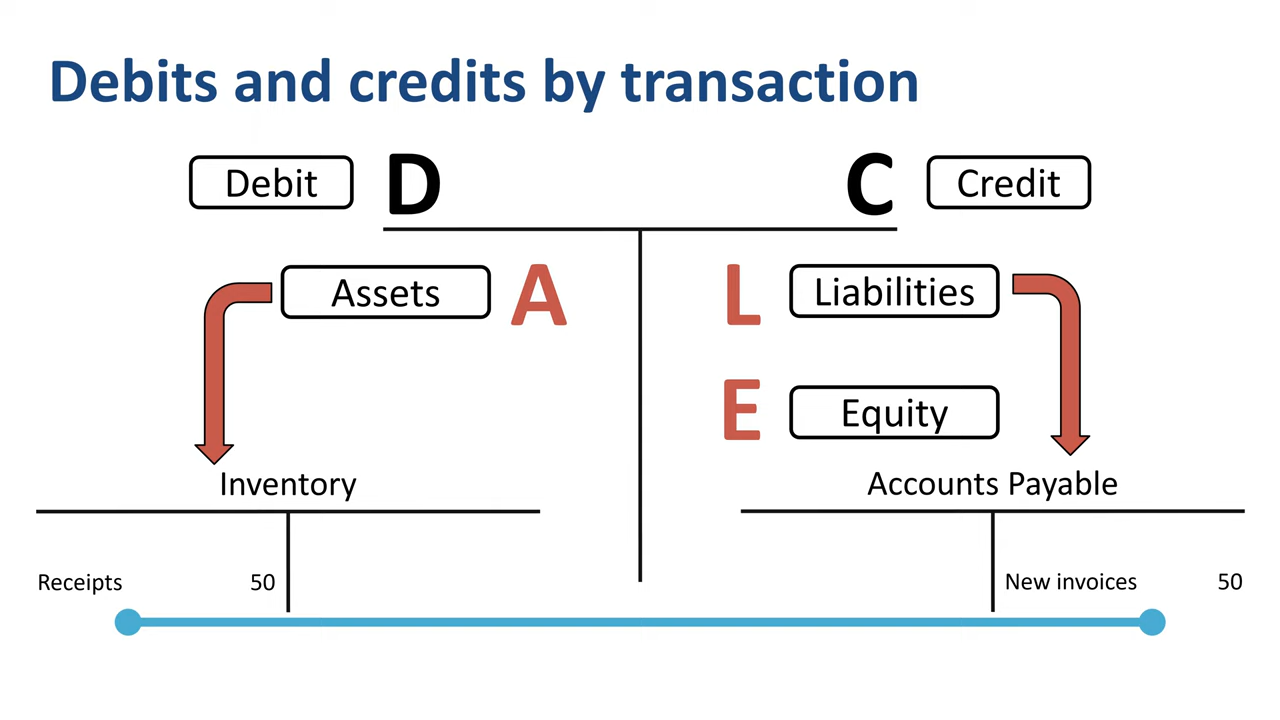 Debits and credits by transaction
Debit D C Credit
Assets A L Liabilities
E Equity
Inventory Accounts Payable
Receipts 50 New invoices 50